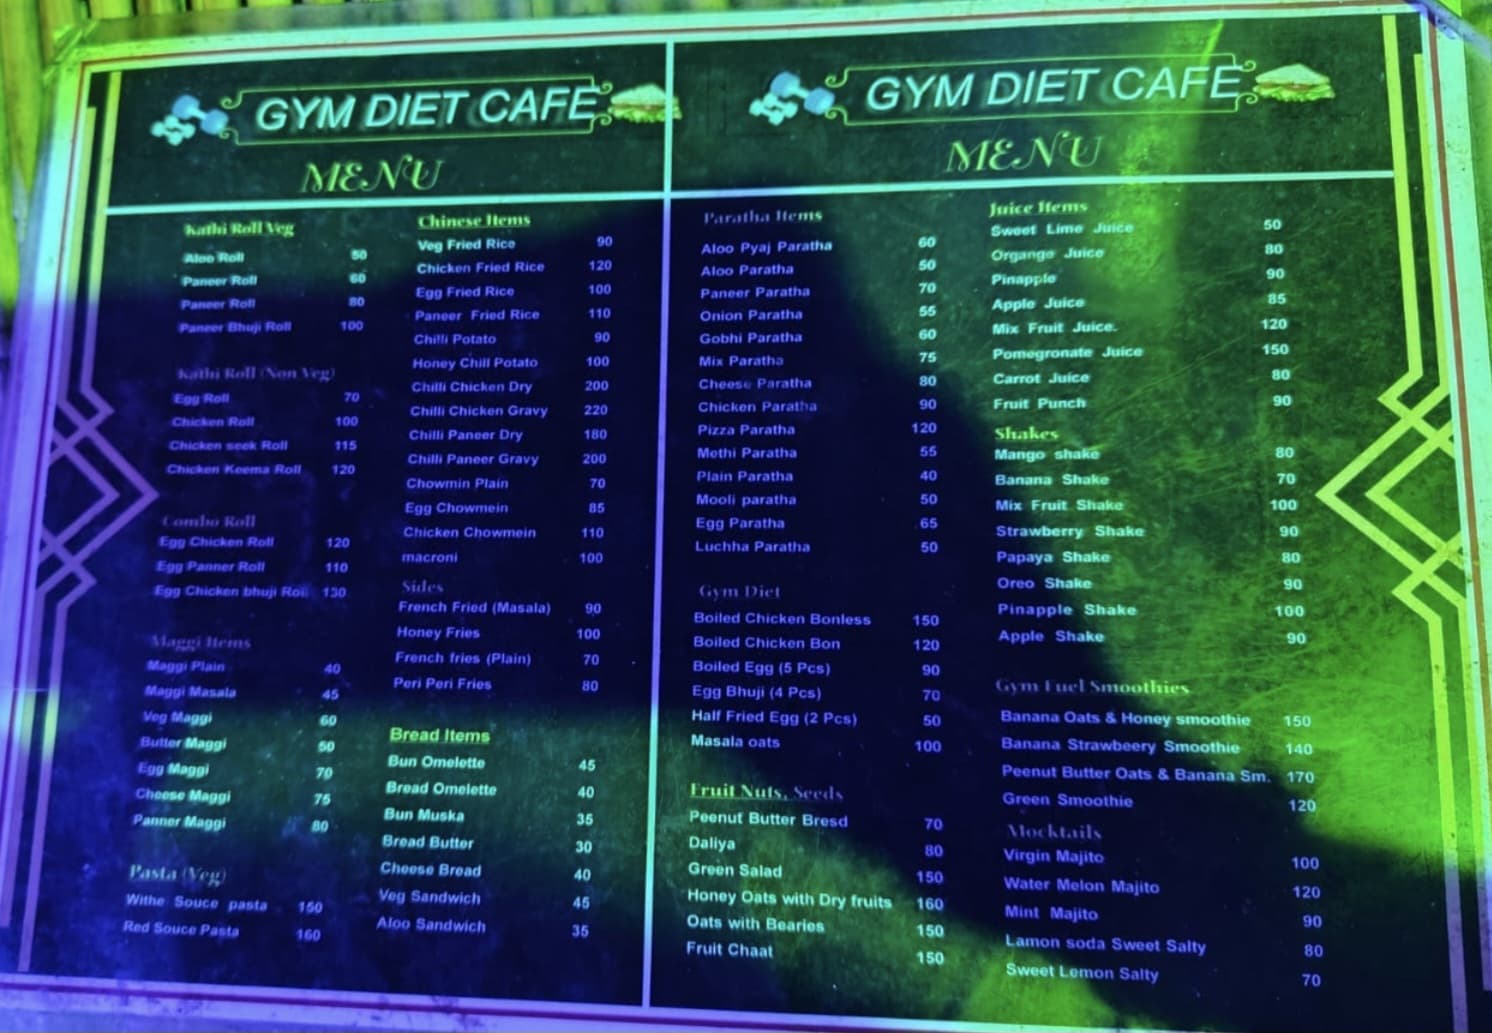 GYM DIET CAFE
MENU
Kathi Roll Veg
Aloo Roll 50
Paneer Roll 60
Paneer Roll 80
Paneer Bhuji Roll 100
Kathi Roll (Non Veg)
Egg Roll 70
Chicken Roll 100
Chicken seek Roll 115
Chicken Keema Roll 120
Combo Roll
Egg Chicken Roll 120
Egg Panner Roll 110
Egg Chicken bhuji Rol 130
Maggi Items
Maggi Plain 40
Maggi Masala 45
Veg Maggi 60
Butter Maggi 50
Egg Maggi 70
Cheese Maggi 75
Panner Maggi 80
Pasta (Veg)
Withe Souce pasta 150
Red Souce Pasta 160
Chinese Items
Veg Fried Rice 90
Chicken Fried Rice 120
Egg Fried Rice 100
Paneer Fried Rice 110
Chilli Potato 90
Honey Chill Potato 100
Chilli Chicken Dry 200
Chilli Chicken Gravy 220
Chilli Paneer Dry 180
Chilli Paneer Gravy 200
Chowmin Plain 70
Egg Chowmein 85
Chicken Chowmein 110
macroni 100
Sides
French Fried (Masala) 90
Honey Fries 100
French fries (Plain) 70
Peri Peri Fries 80
Bread Items
Bun Omelette 45
Bread Omelette 40
Bun Muska 35
Bread Butter 30
Cheese Bread 40
Veg Sandwich 45
Aloo Sandwich 35
GYM DIET CAFE
MENU
Paratha Items
Aloo Pyaj Paratha 60
Aloo Paratha 50
Paneer Paratha 70
Onion Paratha 55
Gobhi Paratha 60
Mix Paratha 75
Cheese Paratha 80
Chicken Paratha 90
Pizza Paratha 120
Methi Paratha 55
Plain Paratha 40
Mooli paratha 50
Egg Paratha 65
Luchha Paratha 50
Gym Diet
Boiled Chicken Bonless 150
Boiled Chicken Bon 120
Boiled Egg (5 Pcs) 90
Egg Bhuji (4 Pcs) 70
Half Fried Egg (2 Pcs) 50
Masala oats 100
Fruit Nuts, Seeds
Peenut Butter Bresd 70
Daliya 80
Green Salad 150
Honey Oats with Dry fruits 160
Oats with Bearies 150
Fruit Chaat 150
Juice Items
Sweet Lime Juice 50
Organge Juice 80
Pinapple 90
Apple Juice 85
Mix Fruit Juice. 120
Pomegronate Juice 150
Carrot Juice 80
Fruit Punch 90
Shakes
Mango shake 80
Banana Shake 70
Mix Fruit Shake 100
Strawberry Shake 90
Papaya Shake 80
Oreo Shake 90
Pinapple Shake 100
Apple Shake 90
Gym Fuel Smoothies
Banana Oats & Honey smoothie 150
Banana Strawbeery Smoothie 140
Peenut Butter Oats & Banana Sm. 170
Green Smoothie 120
Mocktails
Virgin Majito 100
Water Melon Majito 120
Mint Majito 90
Lamon soda Sweet Salty 80
Sweet Lemon Salty 70